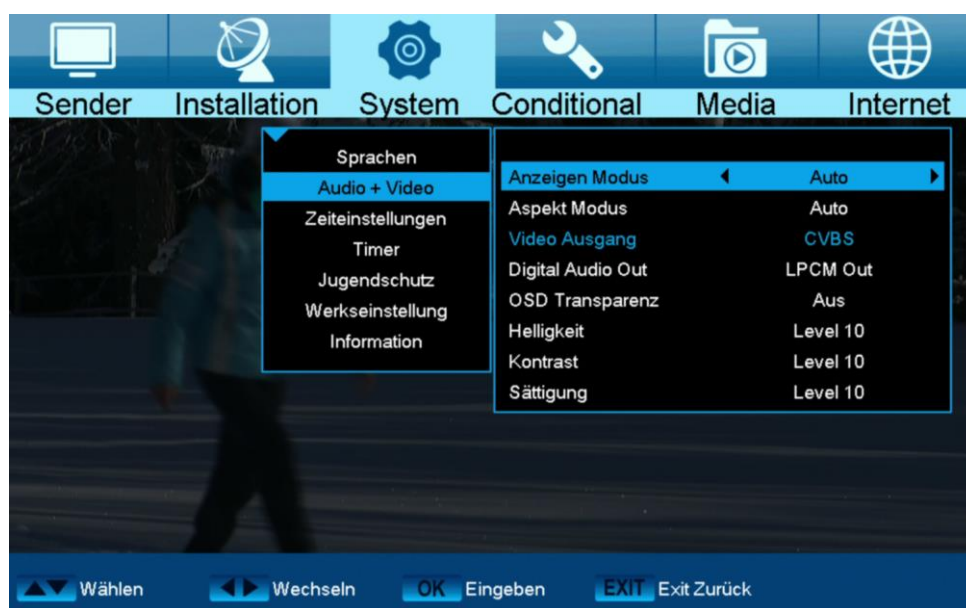 Sender Installation System Conditional Media Internet
Sprachen
Audio + Video
Zeiteinstellungen
Timer
Jugendschutz
Werkseinstellung
Information
Anzeigen Modus Auto
Aspekt Modus Auto
Video Ausgang CVBS
Digital Audio Out LPCM Out
OSD Transparenz Aus
Helligkeit Level 10
Kontrast Level 10
Sättigung Level 10
Wählen Wechseln OK Eingeben EXIT Exit Zurück